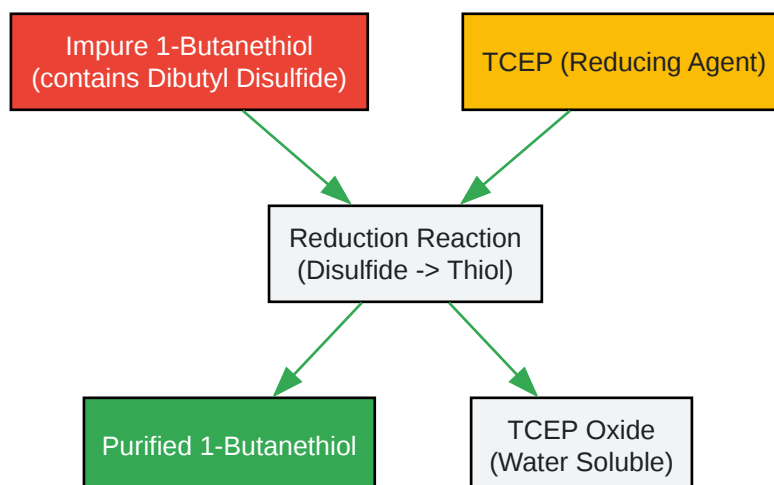 Impure 1-Butanethiol
(contains Dibutyl Disulfide)
TCEP (Reducing Agent)
Reduction Reaction
(Disulfide -> Thiol)
Purified 1-Butanethiol
TCEP Oxide
(Water Soluble)